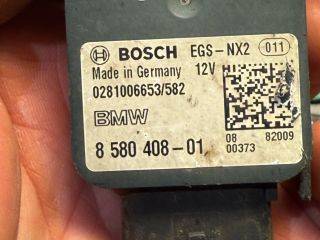 BOSCH EGS-NX2 011
Made in Germany 12V
0281006653/582
BMW
8 580 408-01
08 82009
00373